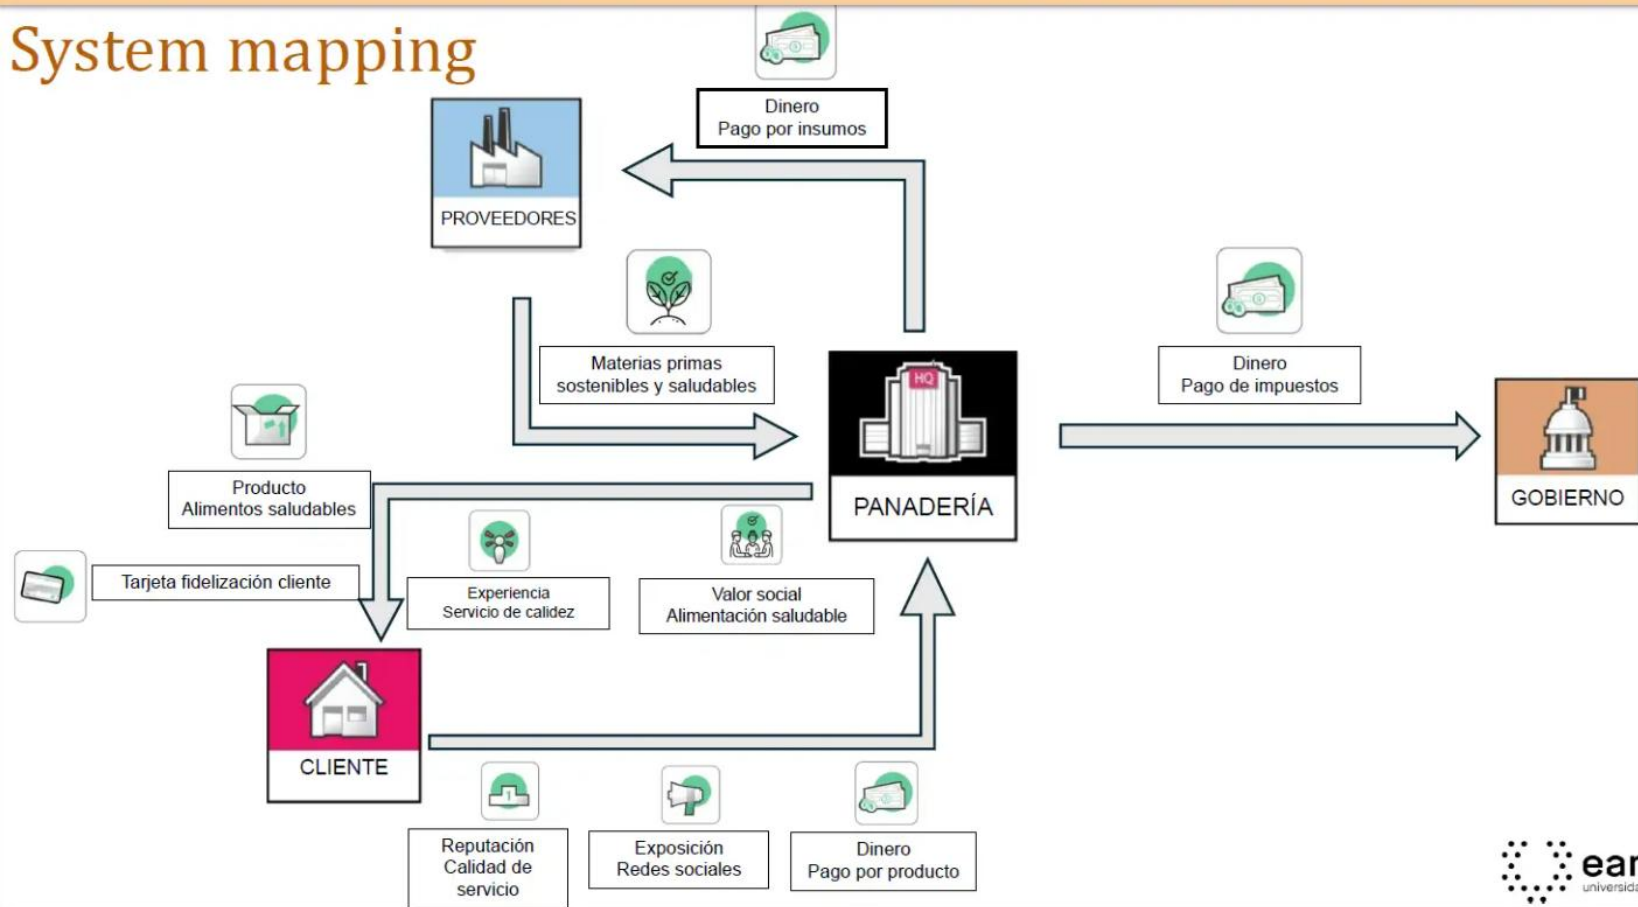 System mapping
Dinero
Pago por insumos
PROVEEDORES
Materias primas
sostenibles y saludables
HQ
PANADERÍA
Dinero
Pago de impuestos
GOBIERNO
Producto
Alimentos saludables
Tarjeta fidelización cliente
Experiencia
Servicio de calidez
Valor social
Alimentación saludable
CLIENTE
1
Reputación
Calidad de
servicio
Exposición
Redes sociales
Dinero
Pago por producto